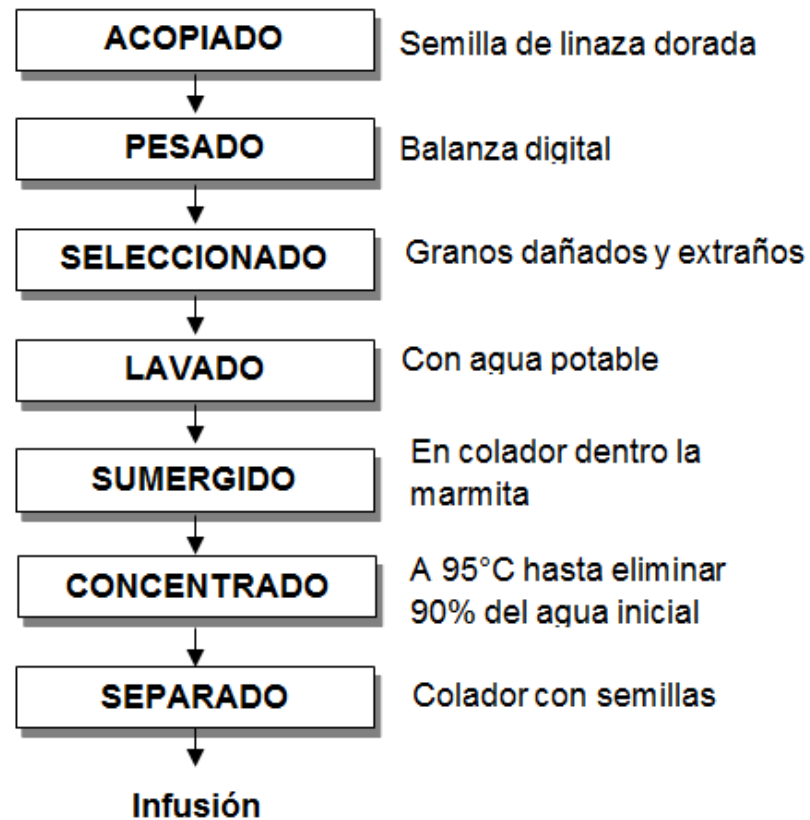 ACOPIADO
Semilla de linaza dorada
PESADO
Balanza digital
SELECCIONADO
Granos dañados y extraños
LAVADO
Con agua potable
SUMERGIDO
En colador dentro la
marmita
CONCENTRADO
A 95°C hasta eliminar
90% del agua inicial
SEPARADO
Colador con semillas
Infusión